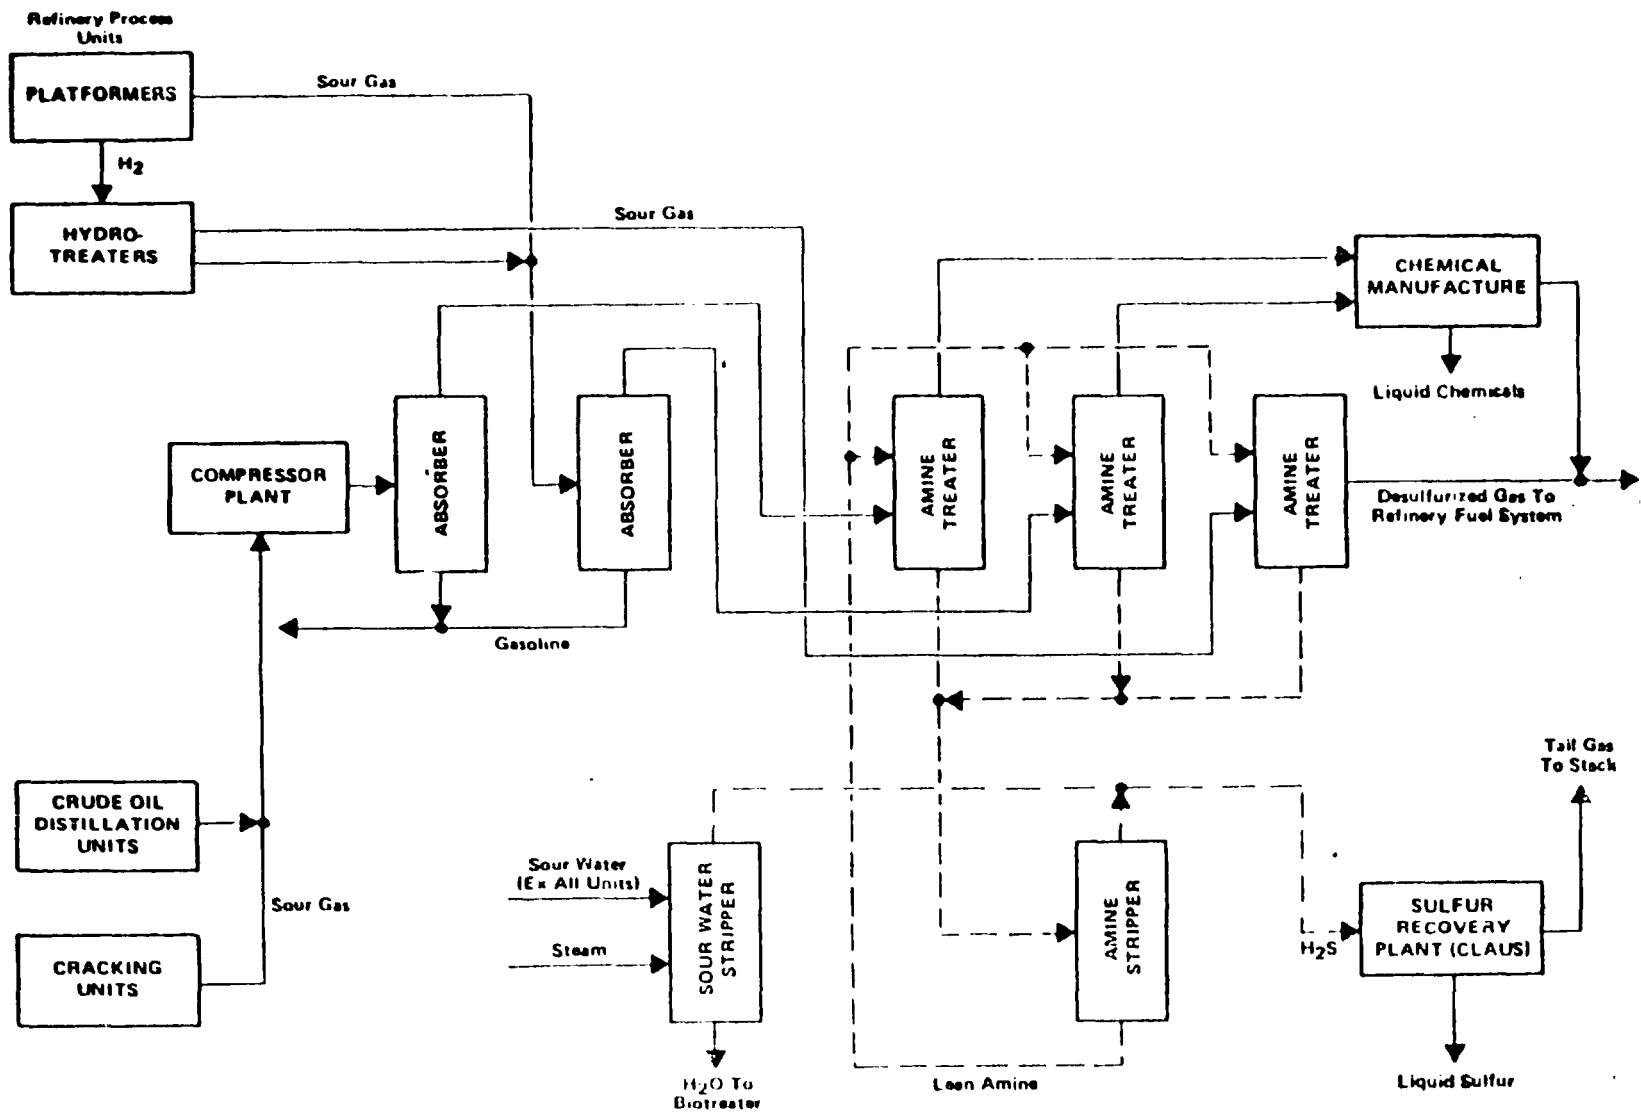 Refinery Process
Units
PLATFORMERS
Sour Gas
H2
HYDRO-
TREATERS
Sour Gas
CHEMICAL
MANUFACTURE
Liquid Chemicals
COMPRESSOR
PLANT
ABSORBER
ABSORBER
AMINE
TREATER
AMINE
TREATER
AMINE
TREATER
Desulfurized Gas To
Refinery Fuel System
Gasoline
CRUDE OIL
DISTILLATION
UNITS
Sour Gas
CRACKING
UNITS
Sour Water
(Ex All Units)
Steam
SOUR WATER
STRIPPER
H2O To
Biotreater
AMINE
STRIPPER
Lean Amine
H2S
Tail Gas
To Stack
SULFUR
RECOVERY
PLANT (CLAUS)
Liquid Sulfur